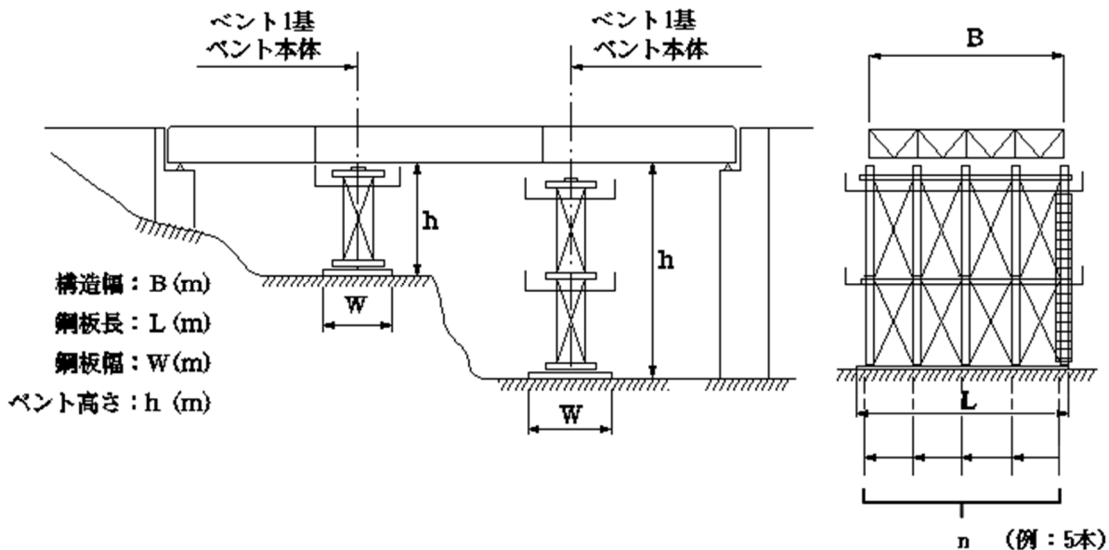 ベント1基
ベント本体
ベント1基
ベント本体
B
h
h
構造幅：B (m)
鋼板長：L (m)
鋼板幅：W (m)
ベント高さ：h (m)
W
W
L
n （例：5本）